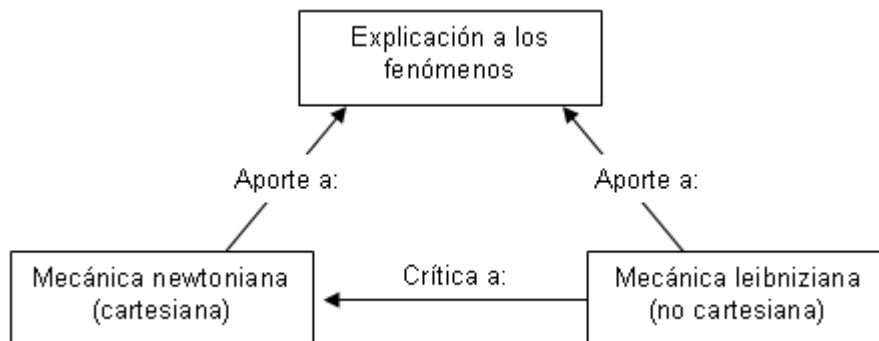 Explicación a los
fenómenos
Aporte a:
Aporte a:
Mecánica newtoniana
(cartesiana)
Crítica a:
Mecánica leibniziana
(no cartesiana)